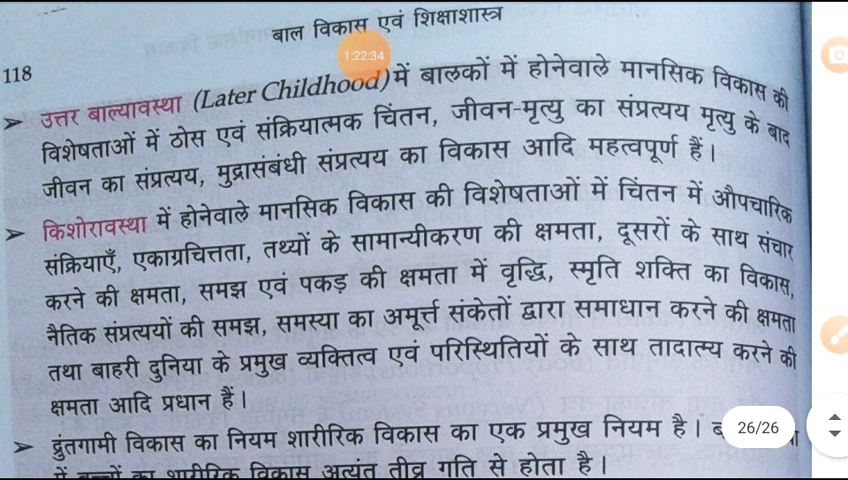 बाल विकास एवं शिक्षाशास्त्र
1:22:34
118
➤ उत्तर बाल्यावस्था (Later Childhood) में बालकों में होनेवाले मानसिक विकास की
विशेषताओं में ठोस एवं संक्रियात्मक चिंतन, जीवन-मृत्यु का संप्रत्यय मृत्यु के बाद
जीवन का संप्रत्यय, मुद्रासंबंधी संप्रत्यय का विकास आदि महत्वपूर्ण हैं।
➤ किशोरावस्था में होनेवाले मानसिक विकास की विशेषताओं में चिंतन में औपचारिक
संक्रियाएँ, एकाग्रचित्तता, तथ्यों के सामान्यीकरण की क्षमता, दूसरों के साथ संचार
करने की क्षमता, समझ एवं पकड़ की क्षमता में वृद्धि, स्मृति शक्ति का विकास,
नैतिक संप्रत्ययों की समझ, समस्या का अमूर्त्त संकेतों द्वारा समाधान करने की क्षमता
तथा बाहरी दुनिया के प्रमुख व्यक्तित्व एवं परिस्थितियों के साथ तादात्म्य करने की
क्षमता आदि प्रधान हैं।
➤ द्रुंतगामी विकास का नियम शारीरिक विकास का एक प्रमुख नियम है।
26/26
में बच्चों का शारीरिक विकास अत्यंत तीव्र गति से होता है।